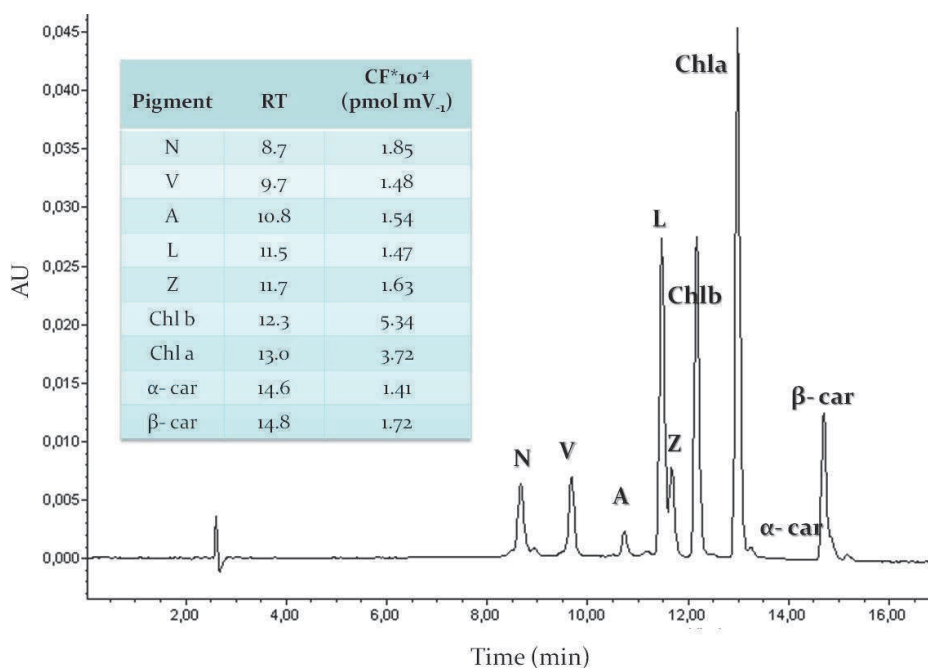 0,045
0,040
0,035
0,030
0,025
0,020
0,015
0,010
0,005
0,000
AU
Pigment RT CF*10-4 (pmol mV-1)
N 8.7 1.85
V 9.7 1.48
A 10.8 1.54
L 11.5 1.47
Z 11.7 1.63
Chl b 12.3 5.34
Chl a 13.0 3.72
α- car 14.6 1.41
β- car 14.8 1.72
Chla
L
Chlb
β- car
N
V
A
Z
α- car
2,00 4,00 6,00 8,00 10,00 12,00 14,00 16,00
Time (min)